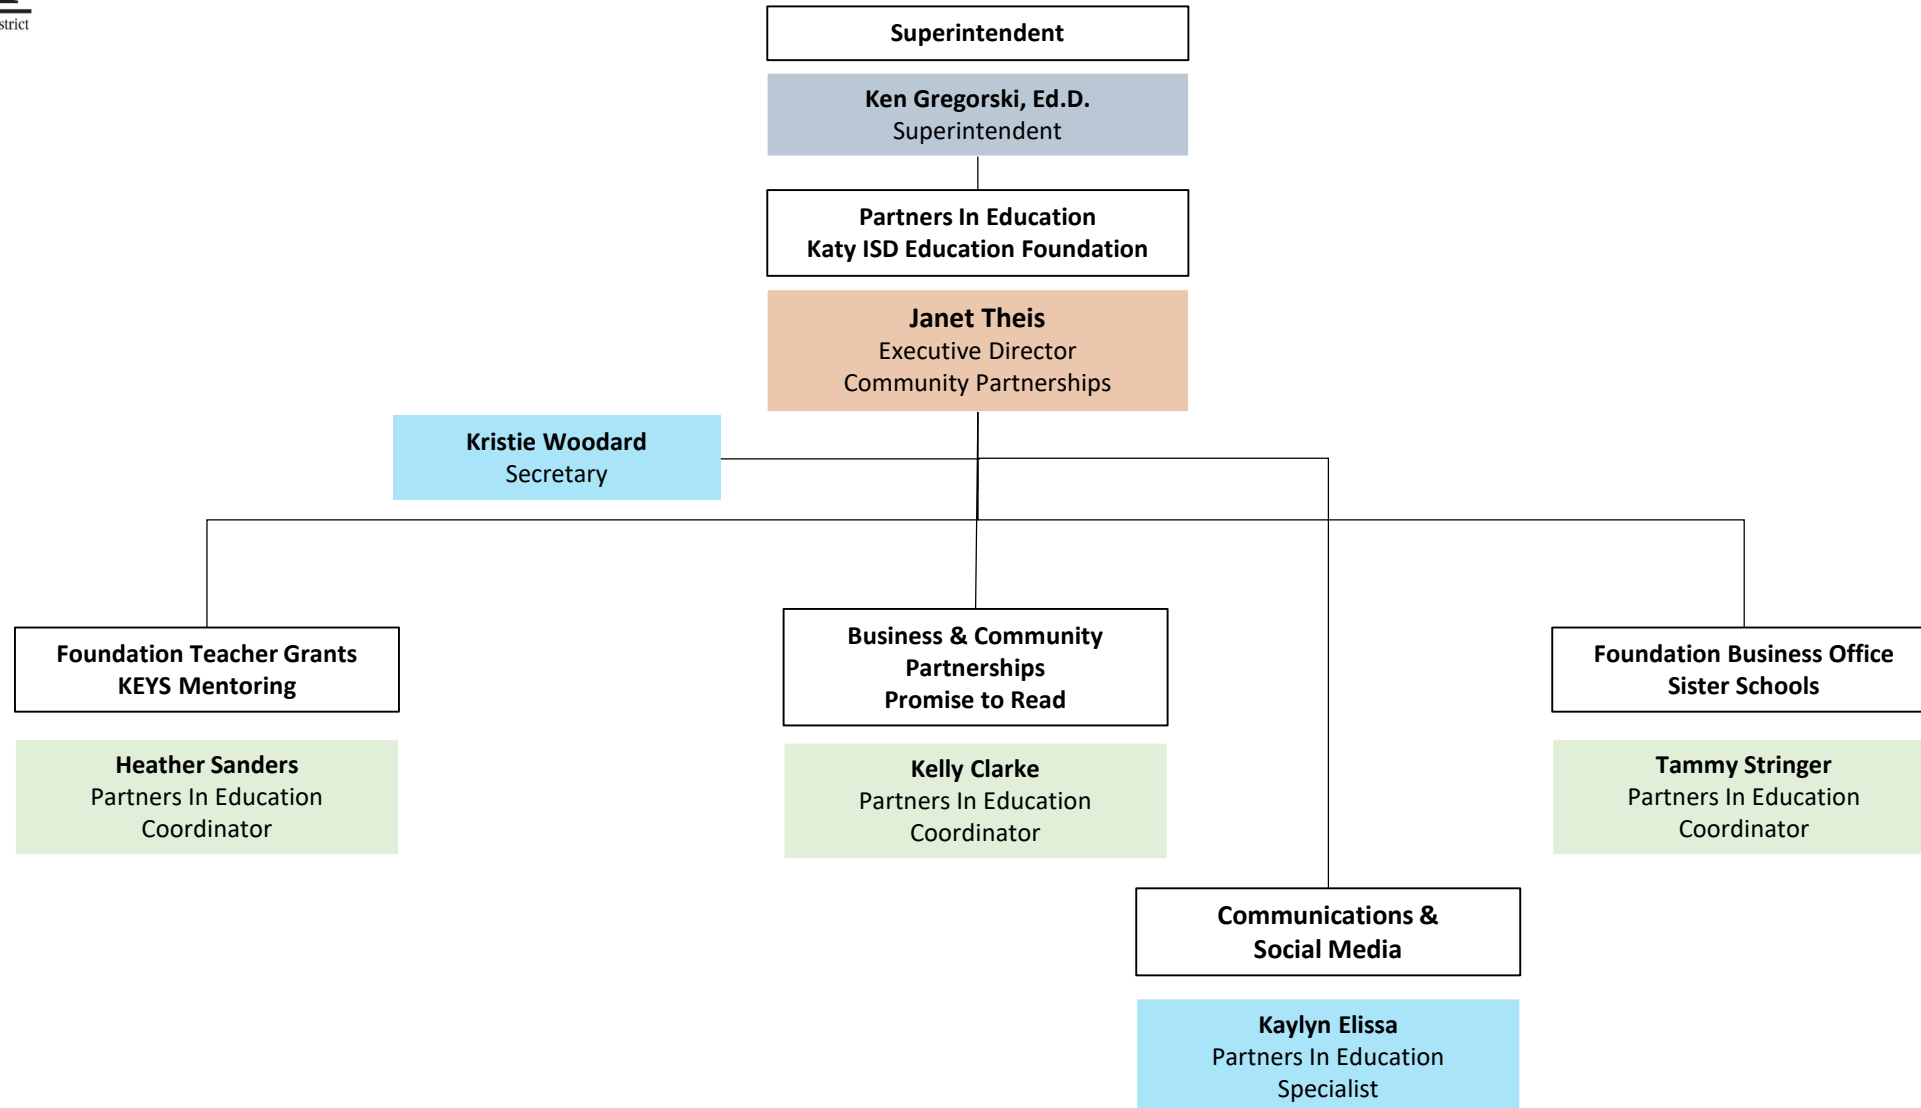 strict
Superintendent
Ken Gregorski, Ed.D.
Superintendent
Partners In Education
Katy ISD Education Foundation
Janet Theis
Executive Director
Community Partnerships
Kristie Woodard
Secretary
Foundation Teacher Grants
KEYS Mentoring
Heather Sanders
Partners In Education
Coordinator
Business & Community
Partnerships
Promise to Read
Kelly Clarke
Partners In Education
Coordinator
Foundation Business Office
Sister Schools
Tammy Stringer
Partners In Education
Coordinator
Communications &
Social Media
Kaylyn Elissa
Partners In Education
Specialist